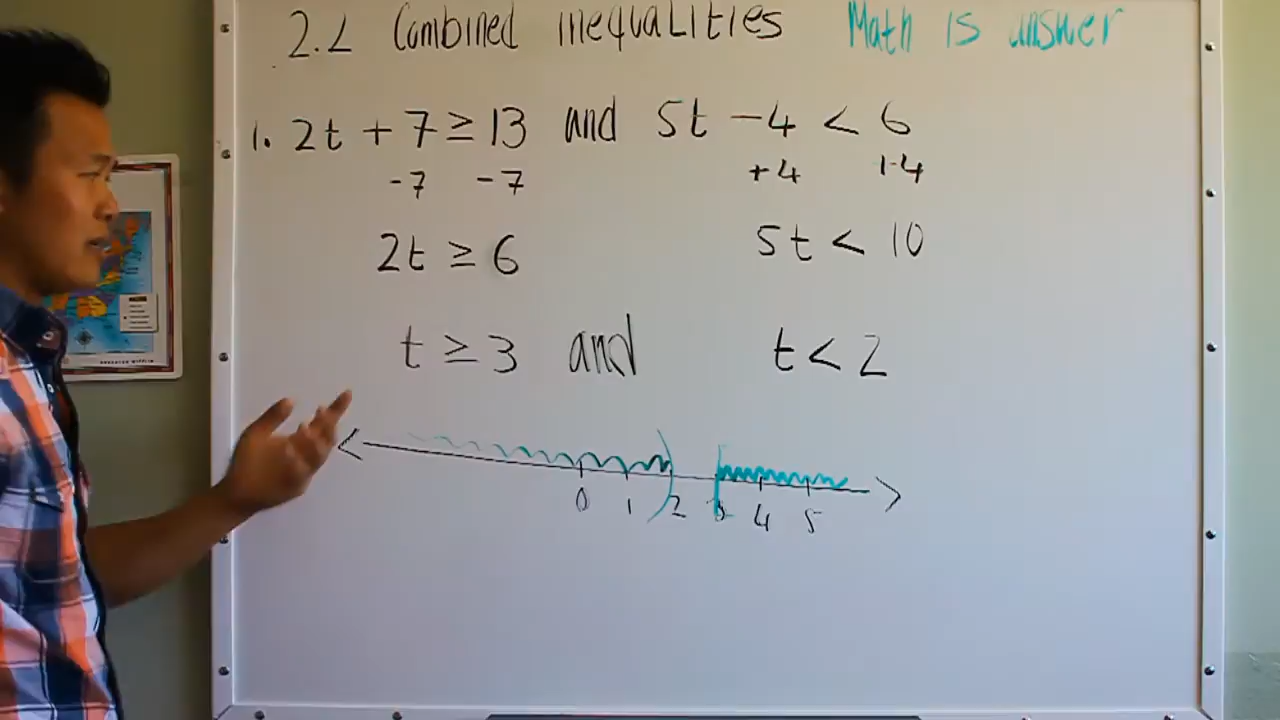 2.2 Combined inequalities Math is answer
1. 2t + 7 ≥ 13 and 5t - 4 < 6
-7 -7 +4 +4
2t ≥ 6 5t < 10
t ≥ 3 and t < 2
0 1 2 3 4 5